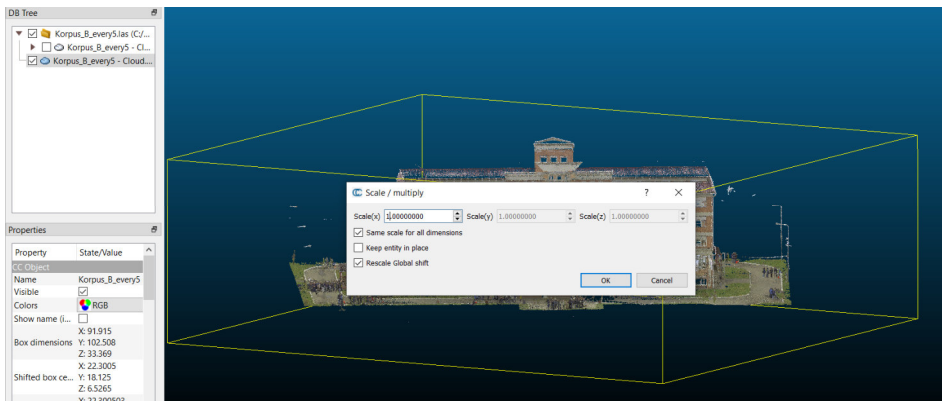 DB Tree
Korpus_B_every5.las (C:/...
Korpus_B_every5 - Cl...
Korpus_B_every5 - Cloud....
Scale / multiply
? X
Scale(x) 1.00000000 Scale(y) 1.00000000 Scale(z) 1.00000000
Same scale for all dimensions
Keep entity in place
Rescale Global shift
OK Cancel
Properties
Property State/Value
CC Object
Name Korpus_B_every5
Visible
Colors RGB
Show name (i...
Box dimensions X: 91.915
Y: 102.508
Z: 33.369
Shifted box ce... X: 22.3005
Y: 18.125
Z: 6.5265
X: 22.300503